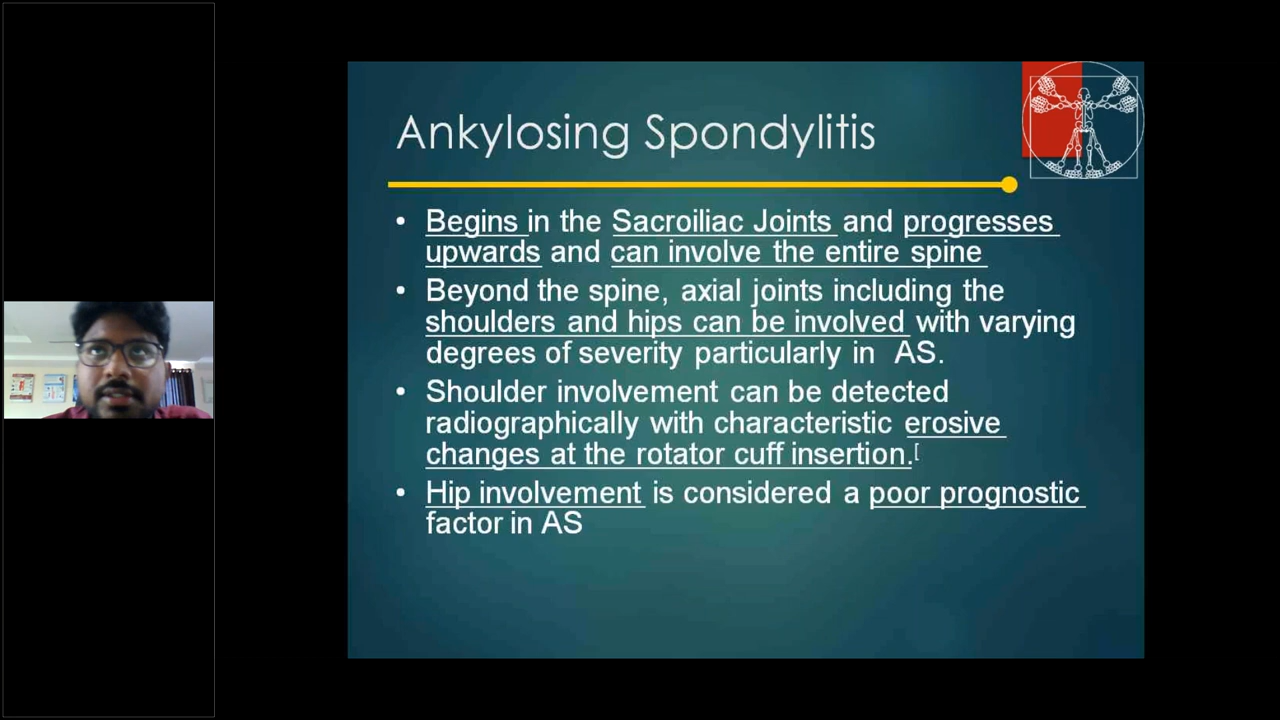 Ankylosing Spondylitis
• Begins in the Sacroiliac Joints and progresses
upwards and can involve the entire spine
• Beyond the spine, axial joints including the
shoulders and hips can be involved with varying
degrees of severity particularly in AS.
• Shoulder involvement can be detected
radiographically with characteristic erosive
changes at the rotator cuff insertion.[
• Hip involvement is considered a poor prognostic
factor in AS